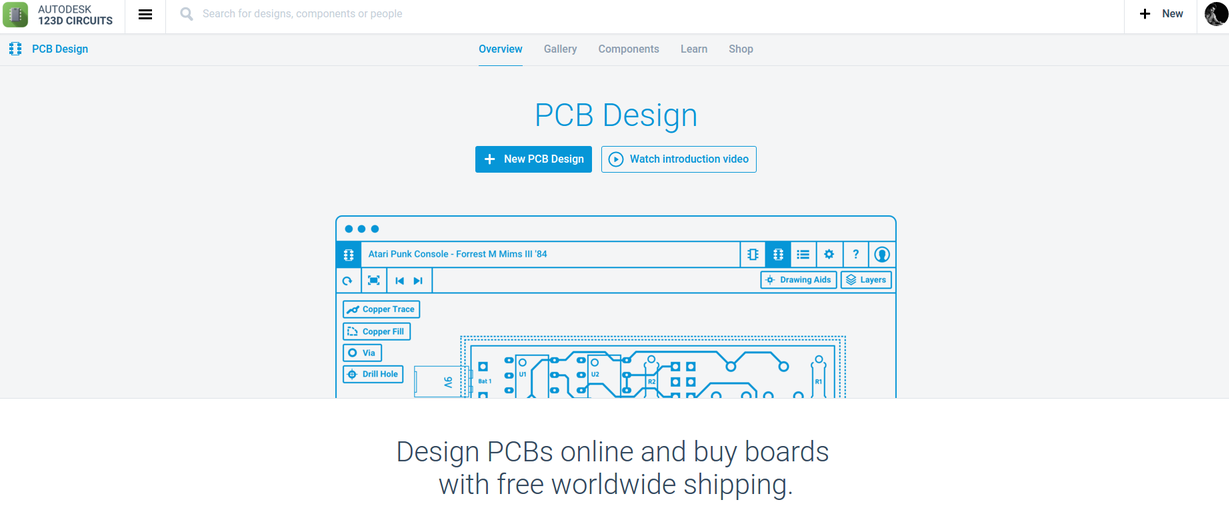 AUTODESK
123D CIRCUITS
Search for designs, components or people
New
PCB Design
Overview
Gallery
Components
Learn
Shop
PCB Design
New PCB Design
Watch introduction video
Atari Punk Console - Forrest M Mims III '84
?
Drawing Aids
Layers
Copper Trace
Copper Fill
Via
Drill Hole
9V
Bat 1
U1
U2
R2
R1
Design PCBs online and buy boards
with free worldwide shipping.